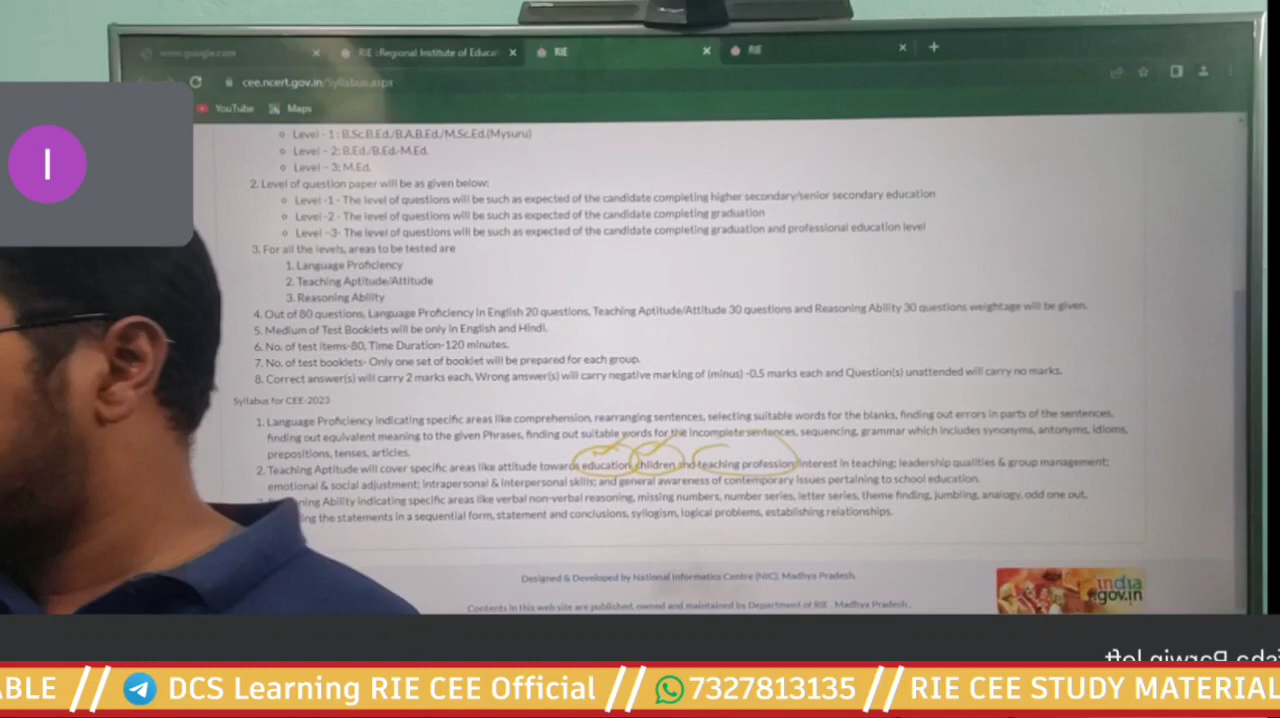 www.google.com
RIE :Regional Institute of Educa
RIE
RIE
cee.ncert.gov.in/Syllabus.aspx
YouTube
Maps
I
Level - 1 : B.Sc.B.Ed./B.A.B.Ed./M.Sc.Ed.(Mysuru)
Level - 2: B.Ed./B.Ed.-M.Ed.
Level - 3: M.Ed.
2. Level of question paper will be as given below:
Level -1 - The level of questions will be such as expected of the candidate completing higher secondary/senior secondary education
Level -2 - The level of questions will be such as expected of the candidate completing graduation
Level -3- The level of questions will be such as expected of the candidate completing graduation and professional education level
3. For all the levels, areas to be tested are
1. Language Proficiency
2. Teaching Aptitude/Attitude
3. Reasoning Ability
4. Out of 80 questions, Language Proficiency in English 20 questions, Teaching Aptitude/Attitude 30 questions and Reasoning Ability 30 questions weightage will be given.
5. Medium of Test Booklets will be only in English and Hindi.
6. No. of test items-80, Time Duration-120 minutes.
7. No. of test booklets- Only one set of booklet will be prepared for each group.
8. Correct answer(s) will carry 2 marks each, Wrong answer(s) will carry negative marking of (minus) -0.5 marks each and Question(s) unattended will carry no marks.
Syllabus for CEE-2023
1. Language Proficiency indicating specific areas like comprehension, rearranging sentences, selecting suitable words for the blanks, finding out errors in parts of the sentences,
finding out equivalent meaning to the given Phrases, finding out suitable words for the incomplete sentences, sequencing, grammar which includes synonyms, antonyms, idioms,
prepositions, tenses, articles.
2. Teaching Aptitude will cover specific areas like attitude towards education, children and teaching profession; interest in teaching; leadership qualities & group management;
emotional & social adjustment; intrapersonal & interpersonal skills; and general awareness of contemporary issues pertaining to school education.
ning Ability indicating specific areas like verbal non-verbal reasoning, missing numbers, number series, letter series, theme finding, jumbling, analogy, odd one out,
ing the statements in a sequential form, statement and conclusions, syllogism, logical problems, establishing relationships.
Designed & Developed by National Informatics Centre (NIC), Madhya Pradesh.
Contents in this web site are published, owned and maintained by Department of RIE , Madhya Pradesh.
india
gov.in
ABLE // DCS Learning RIE CEE Official // 7327813135 // RIE CEE STUDY MATERIAL